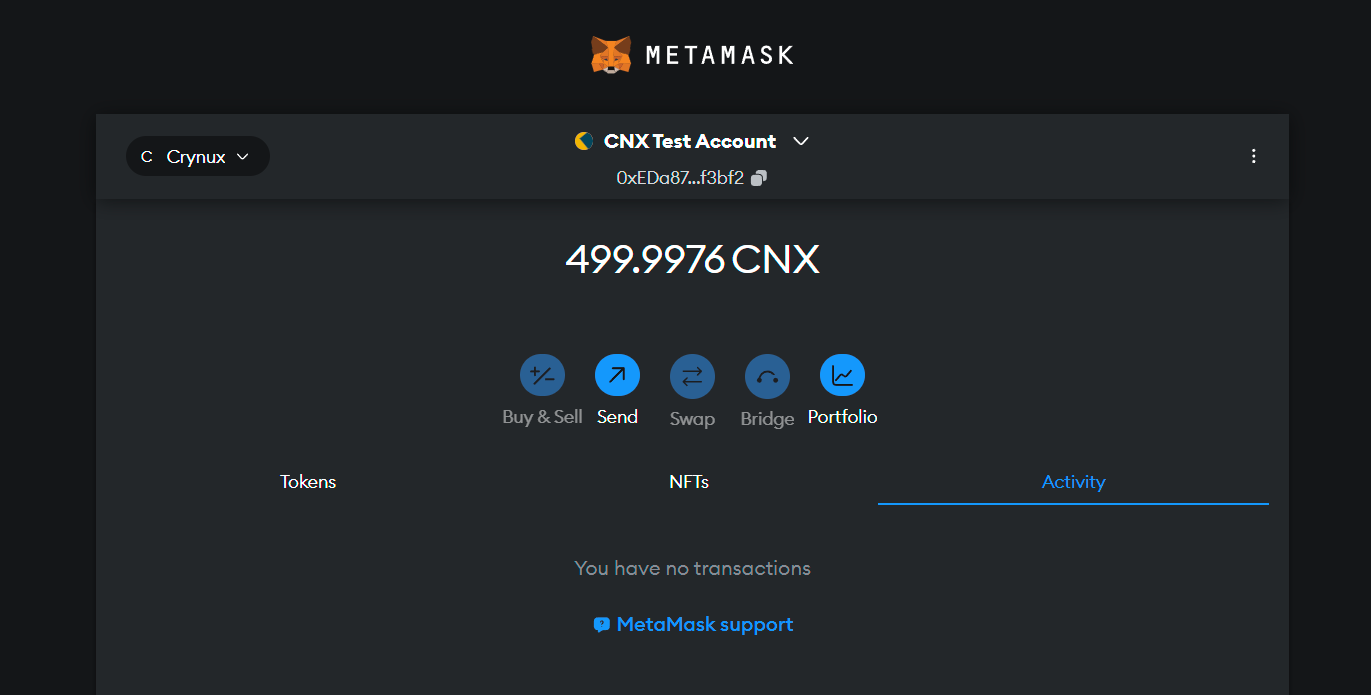 METAMASK
C Crynux
CNX Test Account
0xEDa87...f3bf2
499.9976 CNX
Buy & Sell Send Swap Bridge Portfolio
Tokens NFTs Activity
You have no transactions
MetaMask support